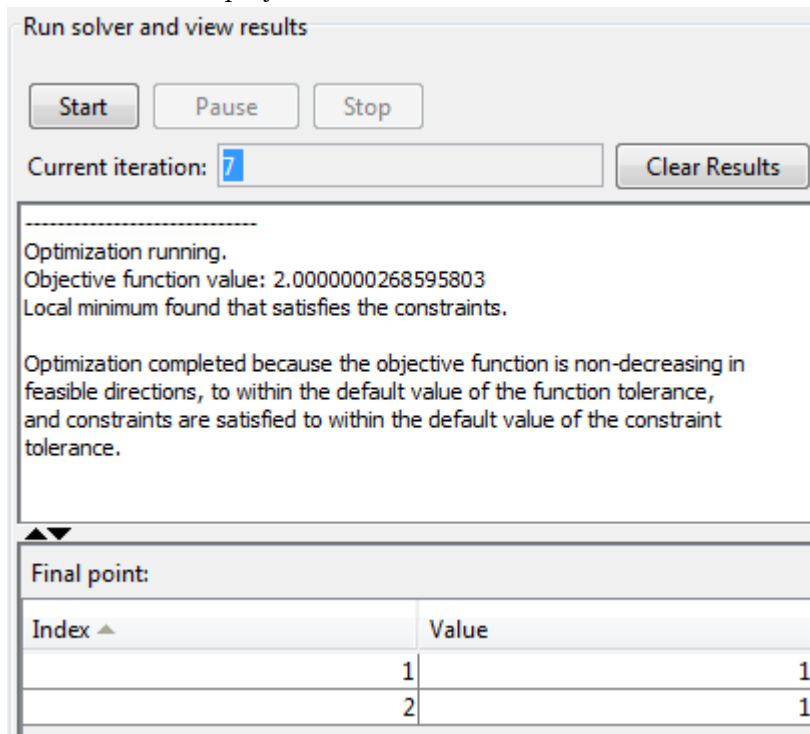 Run solver and view results
Start Pause Stop
Current iteration: 7 Clear Results
-----------------------------
Optimization running.
Objective function value: 2.0000000268595803
Local minimum found that satisfies the constraints.
Optimization completed because the objective function is non-decreasing in
feasible directions, to within the default value of the function tolerance,
and constraints are satisfied to within the default value of the constraint
tolerance.
Final point:
Index Value
1 1
2 1